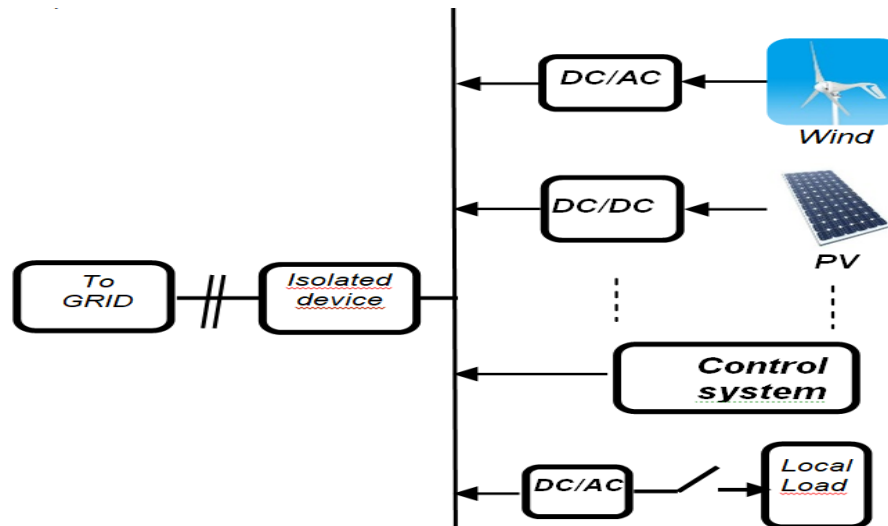 DC/AC
Wind
DC/DC
PV
To
GRID
Isolated
device
Control
system
DC/AC
Local
Load